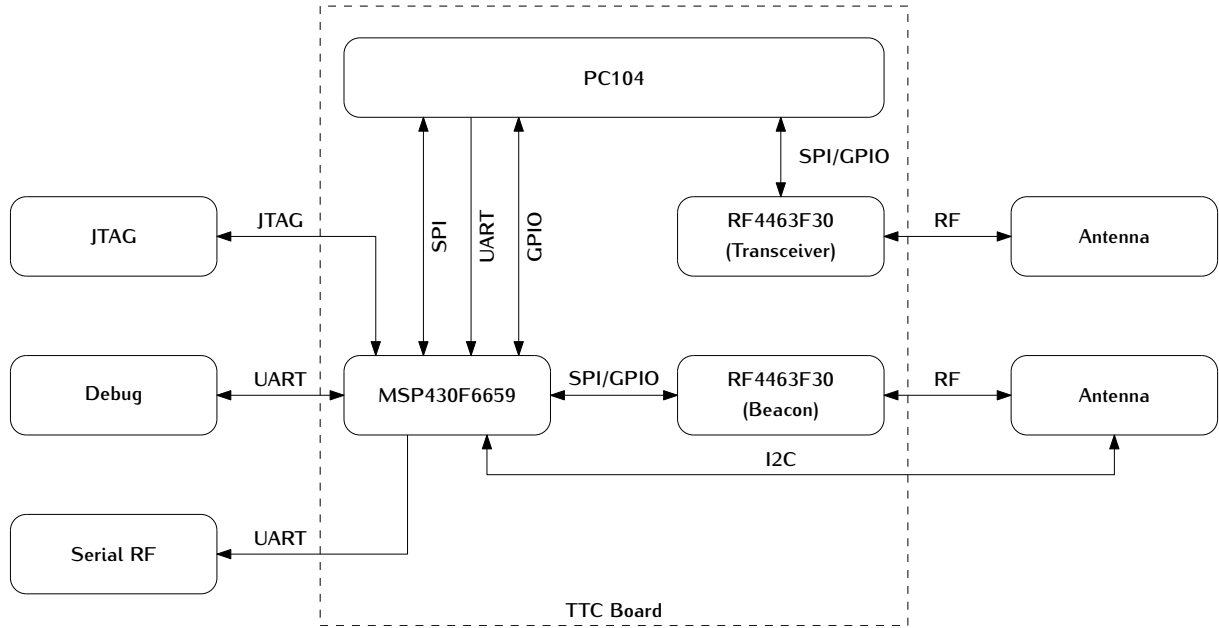 PC104
SPI/GPIO
JTAG
JTAG
SPI
UART
GPIO
RF4463F30
(Transceiver)
RF
Antenna
Debug
UART
MSP430F6659
SPI/GPIO
RF4463F30
(Beacon)
RF
Antenna
I2C
Serial RF
UART
TTC Board